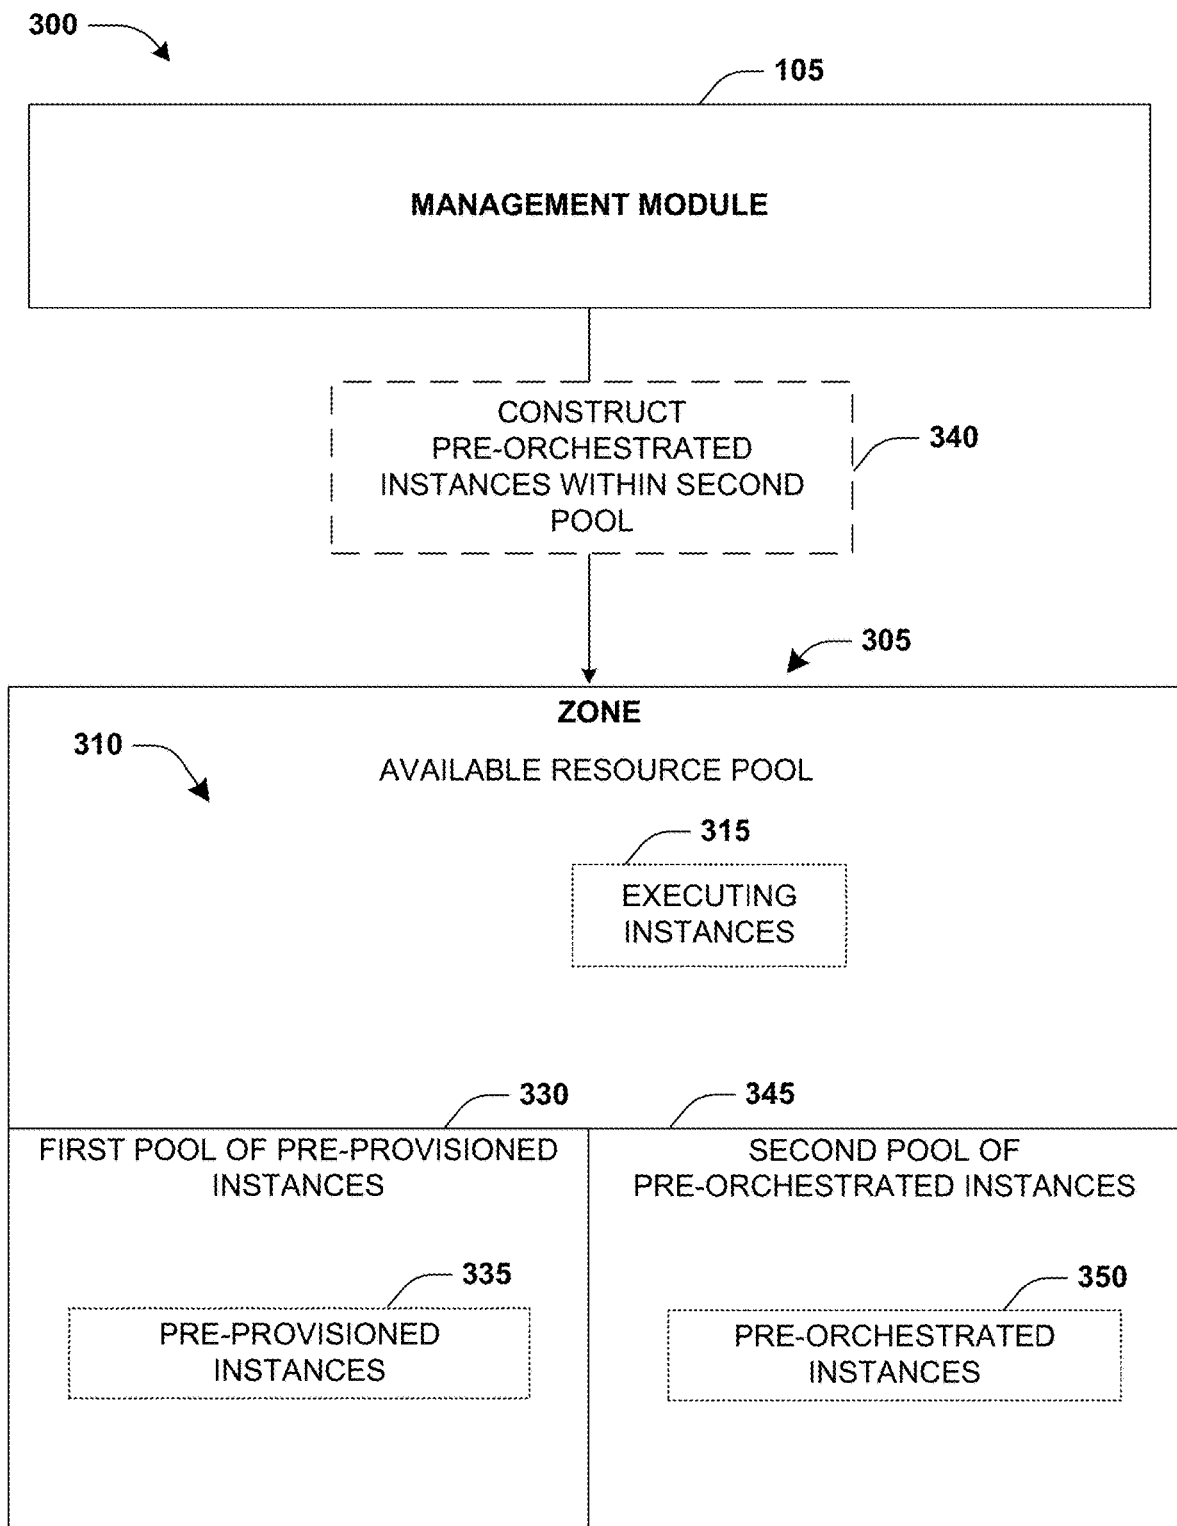 300
105
MANAGEMENT MODULE
CONSTRUCT
PRE-ORCHESTRATED
INSTANCES WITHIN SECOND
POOL
340
305
ZONE
310
AVAILABLE RESOURCE POOL
315
EXECUTING
INSTANCES
330
345
FIRST POOL OF PRE-PROVISIONED
INSTANCES
SECOND POOL OF
PRE-ORCHESTRATED INSTANCES
335
PRE-PROVISIONED
INSTANCES
350
PRE-ORCHESTRATED
INSTANCES